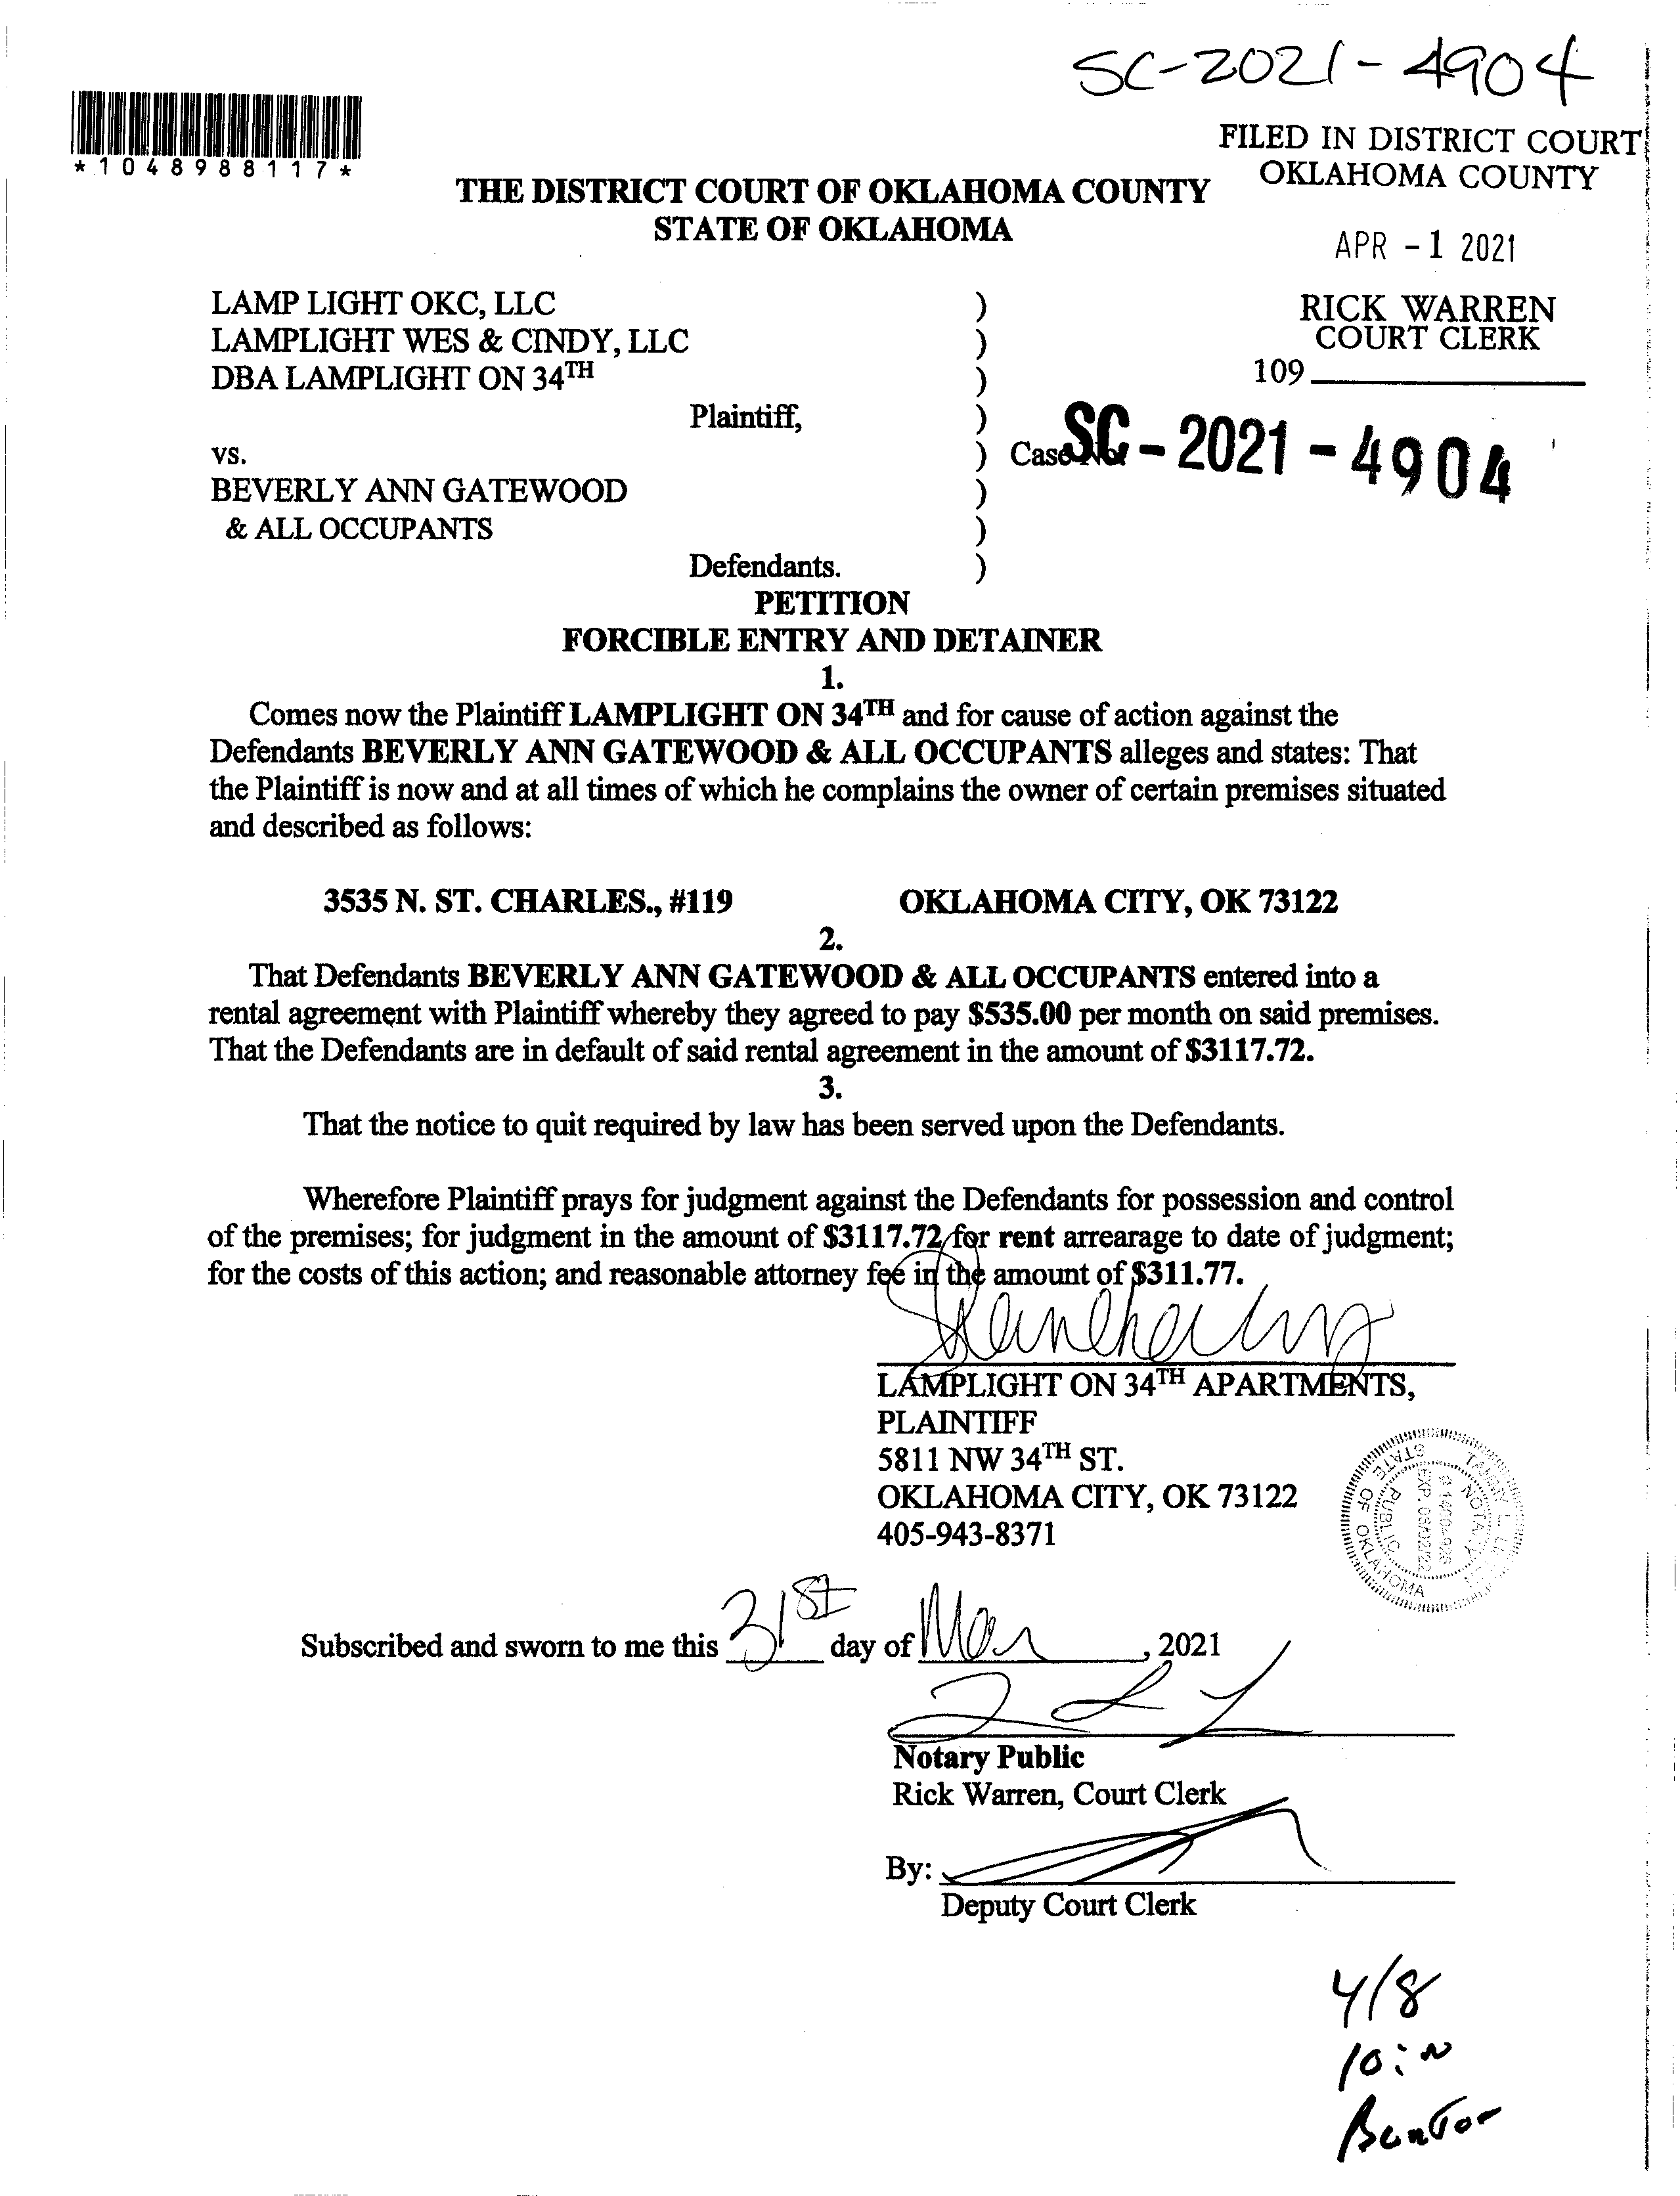 SC-2021-4904
*1048988117*
FILED IN DISTRICT COURT
OKLAHOMA COUNTY
THE DISTRICT COURT OF OKLAHOMA COUNTY
STATE OF OKLAHOMA
APR -1 2021
RICK WARREN
COURT CLERK
109
LAMP LIGHT OKC, LLC )
LAMPLIGHT WES & CINDY, LLC )
DBA LAMPLIGHT ON 34TH )
Plaintiff, )
vs. ) Case No. SC-2021-4904
BEVERLY ANN GATEWOOD )
& ALL OCCUPANTS )
Defendants. )
PETITION
FORCIBLE ENTRY AND DETAINER
1.
Comes now the Plaintiff LAMPLIGHT ON 34TH and for cause of action against the
Defendants BEVERLY ANN GATEWOOD & ALL OCCUPANTS alleges and states: That
the Plaintiff is now and at all times of which he complains the owner of certain premises situated
and described as follows:
3535 N. ST. CHARLES., #119 OKLAHOMA CITY, OK 73122
2.
That Defendants BEVERLY ANN GATEWOOD & ALL OCCUPANTS entered into a
rental agreement with Plaintiff whereby they agreed to pay $535.00 per month on said premises.
That the Defendants are in default of said rental agreement in the amount of $3117.72.
3.
That the notice to quit required by law has been served upon the Defendants.
Wherefore Plaintiff prays for judgment against the Defendants for possession and control
of the premises; for judgment in the amount of $3117.72 for rent arrearage to date of judgment;
for the costs of this action; and reasonable attorney fee in the amount of $311.77.
LAMPLIGHT ON 34TH APARTMENTS,
PLAINTIFF
5811 NW 34TH ST.
OKLAHOMA CITY, OK 73122
405-943-8371
NOTARY PUBLIC
STATE OF OKLAHOMA
EXP. 09/02/22
Subscribed and sworn to me this 31st day of Mar, 2021
Notary Public
Rick Warren, Court Clerk
By:
Deputy Court Clerk
4/8